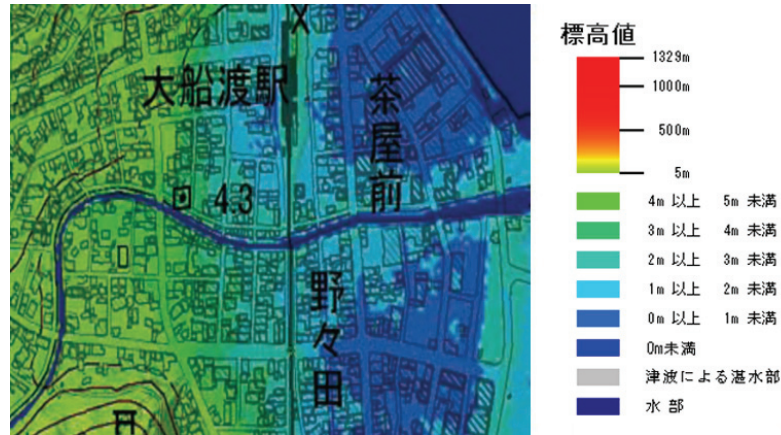 大船渡駅
茶屋前
4.3
野々田
標高値
1329m
1000m
500m
5m
4m 以上 5m 未満
3m 以上 4m 未満
2m 以上 3m 未満
1m 以上 2m 未満
0m 以上 1m 未満
0m未満
津波による湛水部
水 部